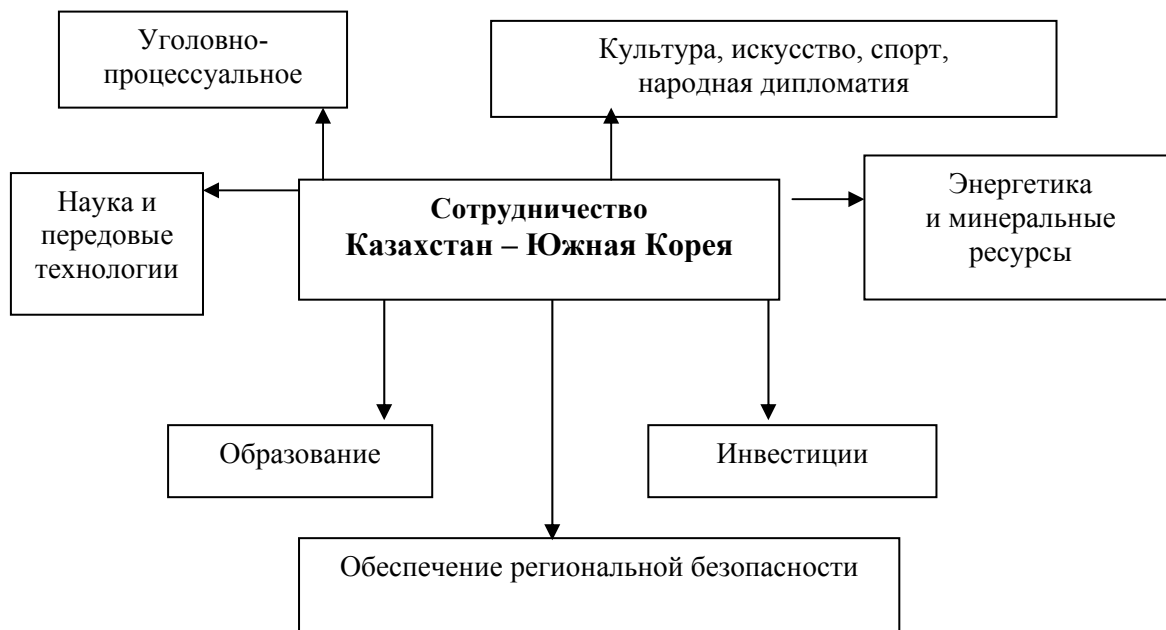 Уголовно-
процессуальное
Культура, искусство, спорт,
народная дипломатия
Наука и
передовые
технологии
Сотрудничество
Казахстан – Южная Корея
Энергетика
и минеральные
ресурсы
Образование
Инвестиции
Обеспечение региональной безопасности